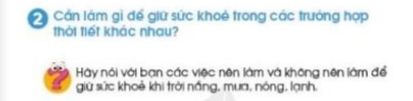 2 Cần làm gì để giữ sức khoẻ trong các trường hợp
thời tiết khác nhau?
Hãy nói với bạn các việc nên làm và không nên làm để
giữ sức khoẻ khi trời nắng, mưa, nóng, lạnh.